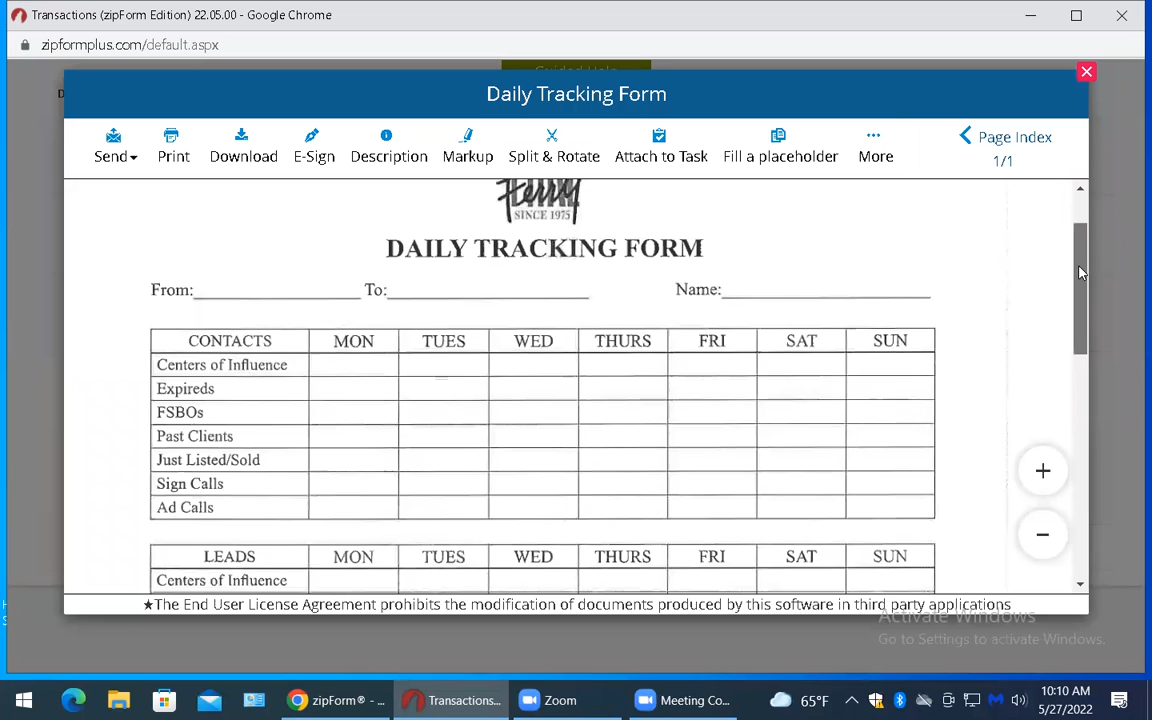 Transactions (zipForm Edition) 22.05.00 - Google Chrome
zipformplus.com/default.aspx
Daily Tracking Form
Send
Print
Download
E-Sign
Description
Markup
Split & Rotate
Attach to Task
Fill a placeholder
More
Page Index
1/1
Ferry
SINCE 1975
DAILY TRACKING FORM
From: To: Name:
CONTACTS MON TUES WED THURS FRI SAT SUN
Centers of Influence
Expireds
FSBOs
Past Clients
Just Listed/Sold
Sign Calls
Ad Calls
LEADS MON TUES WED THURS FRI SAT SUN
Centers of Influence
★The End User License Agreement prohibits the modification of documents produced by this software in third party applications
Activate Windows
Go to Settings to activate Windows.
zipForm® - ...
Transactions...
Zoom
Meeting Co...
65°F
10:10 AM
5/27/2022